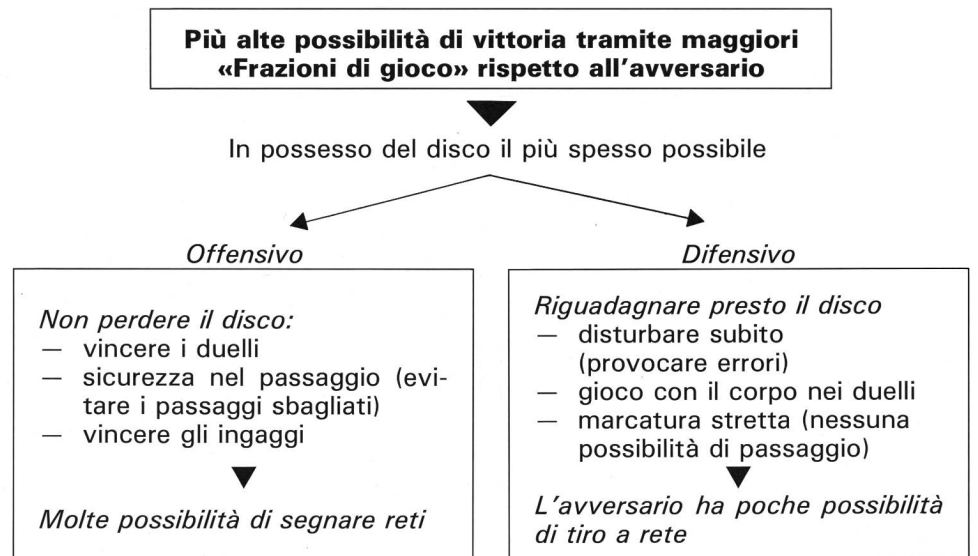 Più alte possibilità di vittoria tramite maggiori
«Frazioni di gioco» rispetto all'avversario
In possesso del disco il più spesso possibile
Offensivo
Non perdere il disco:
— vincere i duelli
— sicurezza nel passaggio (evi-
tare i passaggi sbagliati)
— vincere gli ingaggi
Molte possibilità di segnare reti
Difensivo
Riguadagnare presto il disco
— disturbare subito
(provocare errori)
— gioco con il corpo nei duelli
— marcatura stretta (nessuna
possibilità di passaggio)
L'avversario ha poche possibilità
di tiro a rete